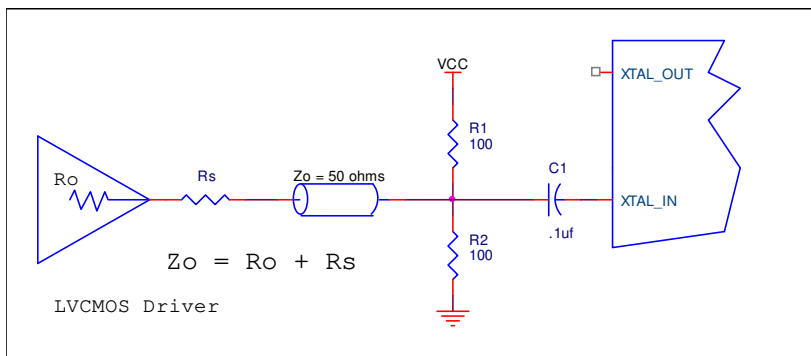 VCC
XTAL_OUT
R1
100
Ro
Rs
Zo = 50 ohms
C1
XTAL_IN
.1uf
R2
100
Zo = Ro + Rs
LVCMOS Driver